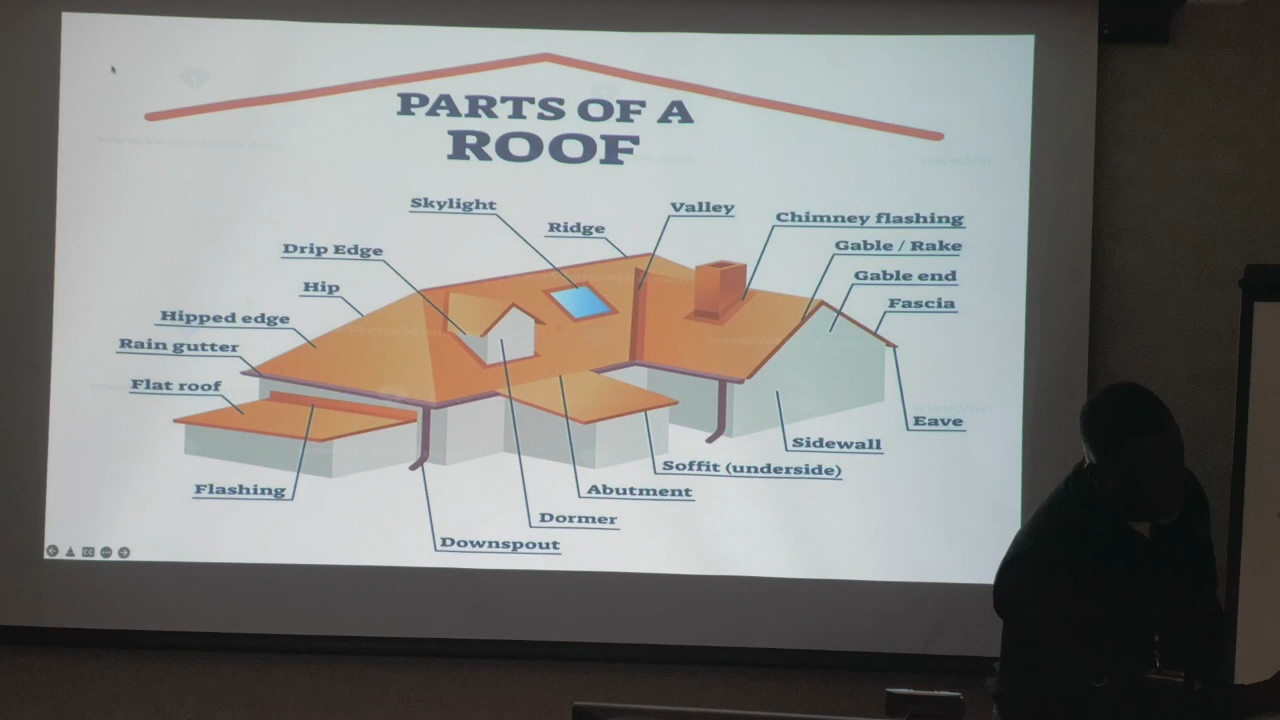 PARTS OF A
ROOF
Skylight
Valley
Ridge
Chimney flashing
Drip Edge
Gable / Rake
Hip
Gable end
Hipped edge
Fascia
Rain gutter
Flat roof
Eave
Sidewall
Soffit (underside)
Flashing
Abutment
Dormer
Downspout